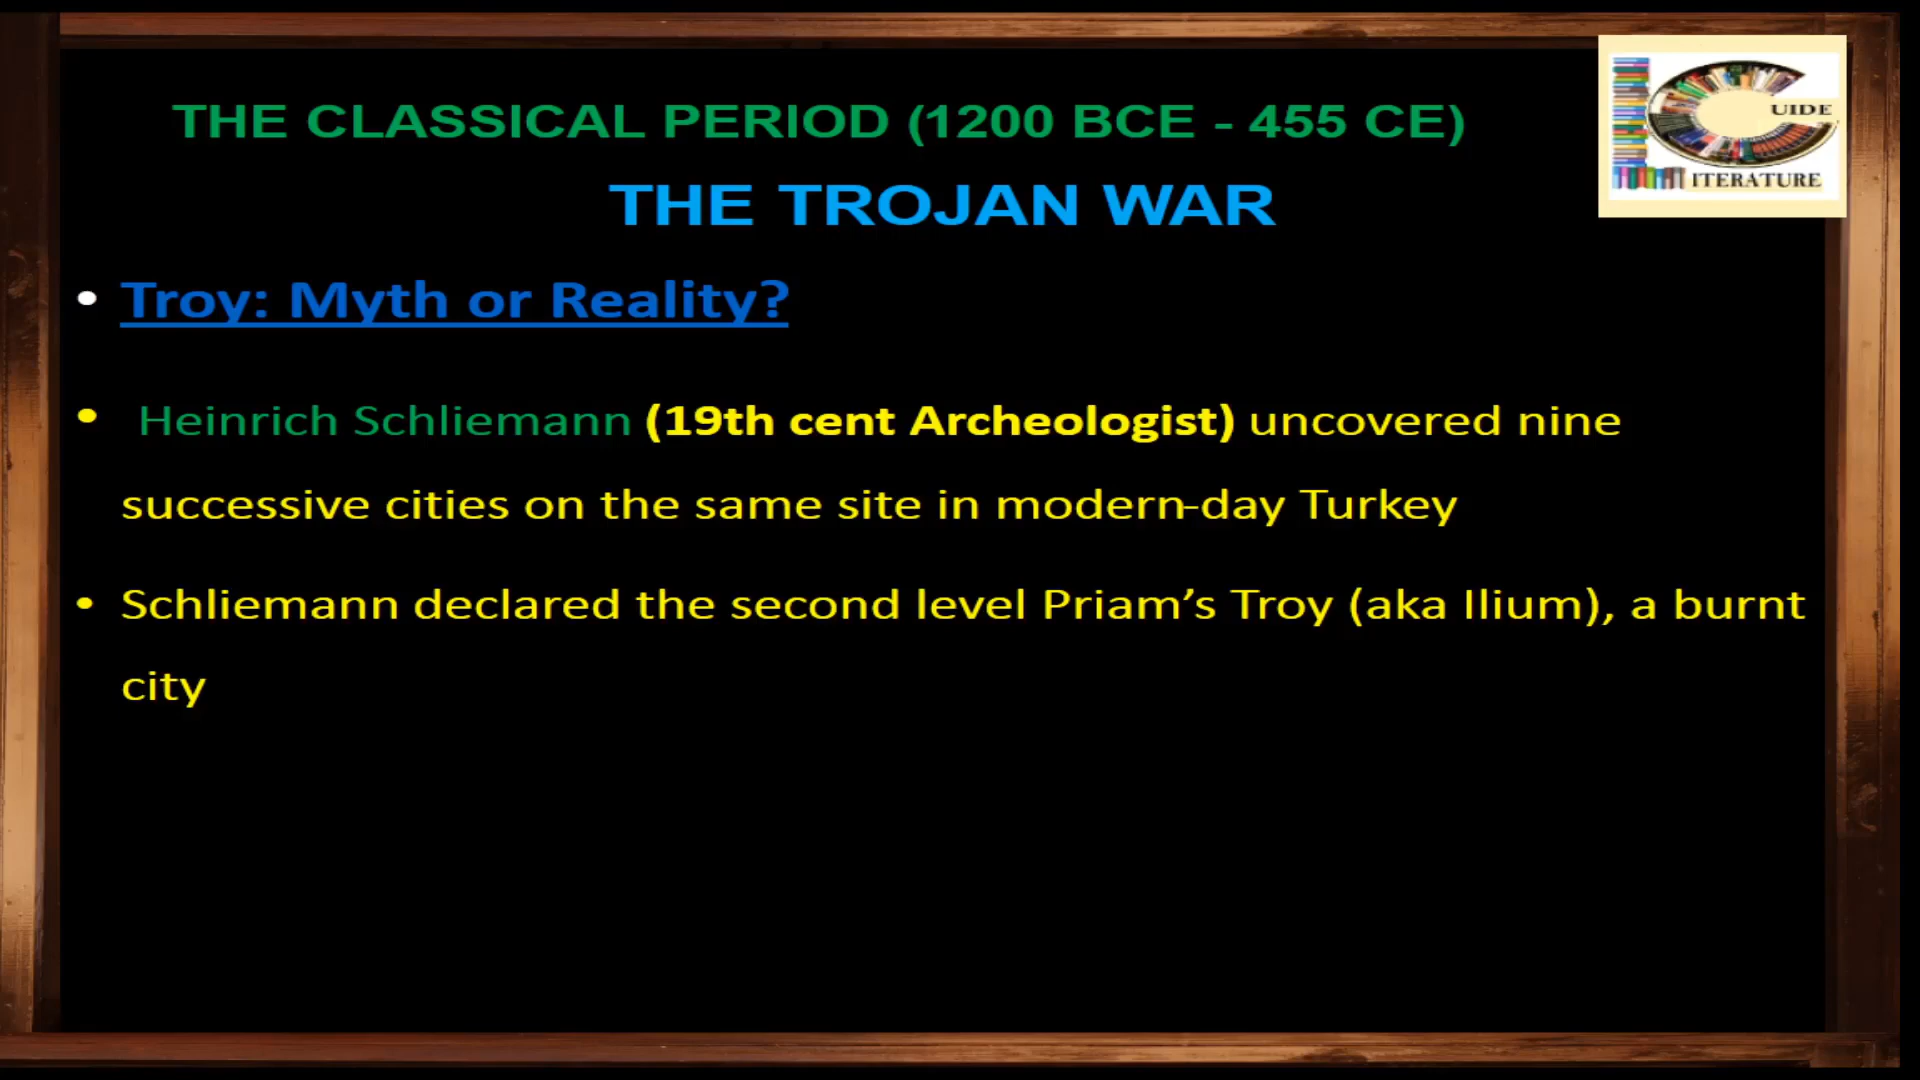 THE CLASSICAL PERIOD (1200 BCE - 455 CE)
THE TROJAN WAR
UIDE
ITERATURE
• Troy: Myth or Reality?
• Heinrich Schliemann (19th cent Archeologist) uncovered nine
successive cities on the same site in modern-day Turkey
• Schliemann declared the second level Priam’s Troy (aka Ilium), a burnt
city